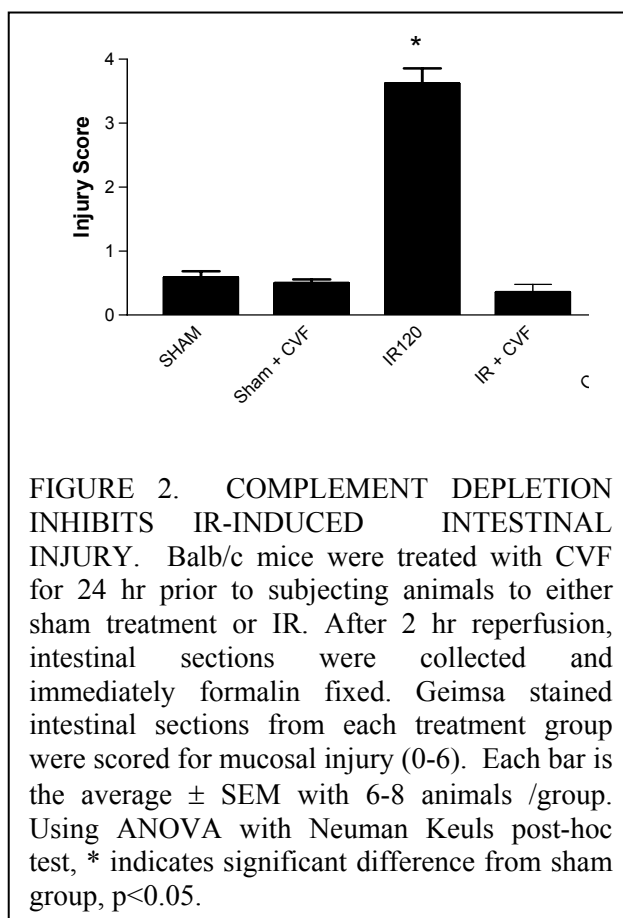 *
4
3
2
1
0
Injury Score
SHAM
Sham + CVF
IR120
IR + CVF
FIGURE 2. COMPLEMENT DEPLETION
INHIBITS IR-INDUCED INTESTINAL
INJURY. Balb/c mice were treated with CVF
for 24 hr prior to subjecting animals to either
sham treatment or IR. After 2 hr reperfusion,
intestinal sections were collected and
immediately formalin fixed. Geimsa stained
intestinal sections from each treatment group
were scored for mucosal injury (0-6). Each bar is
the average ± SEM with 6-8 animals /group.
Using ANOVA with Neuman Keuls post-hoc
test, * indicates significant difference from sham
group, p<0.05.